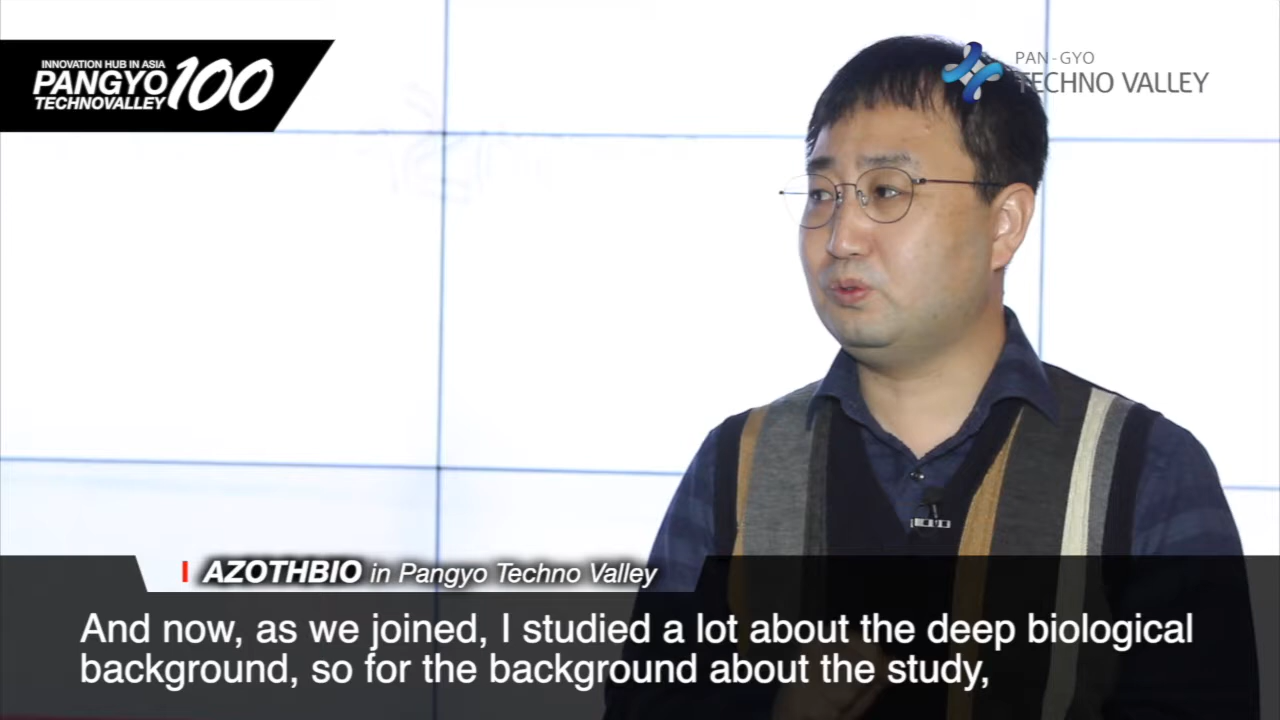 INNOVATION HUB IN ASIA
PANGYO
TECHNOVALLEY
100
PAN-GYO
TECHNO VALLEY
AZOTHBIO in Pangyo Techno Valley
And now, as we joined, I studied a lot about the deep biological
background, so for the background about the study,